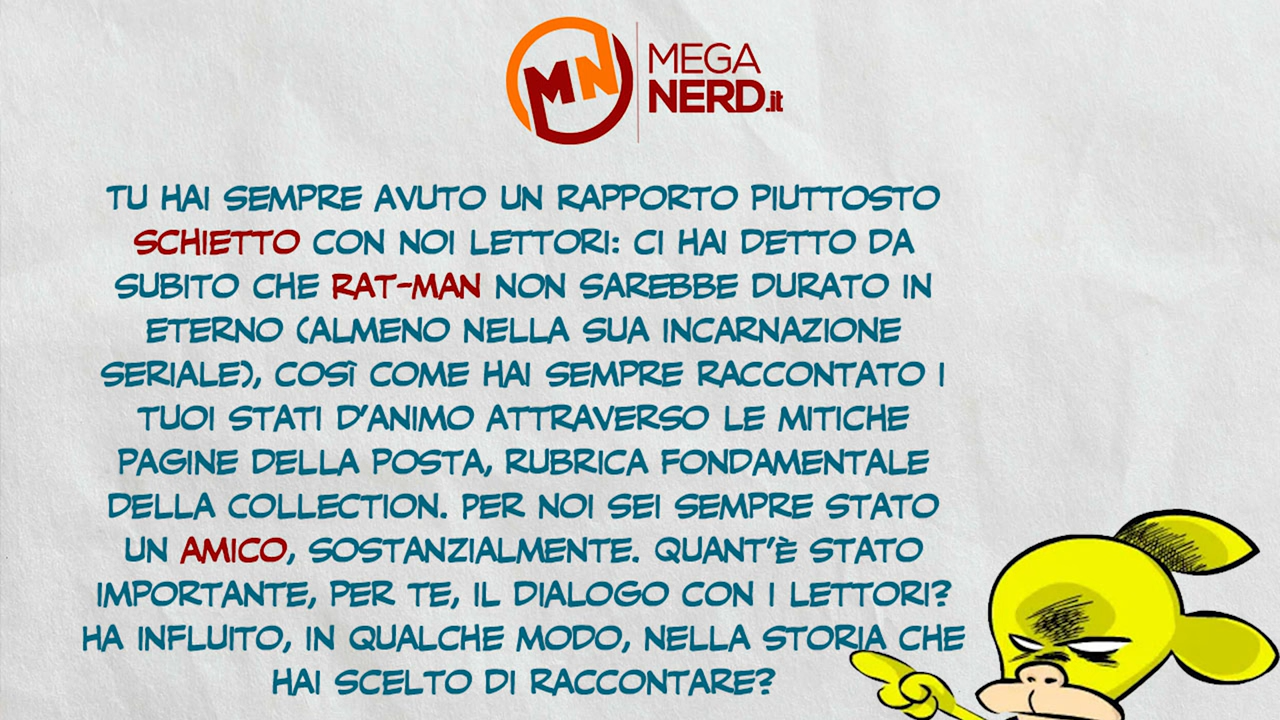 MN
MEGA
NERD.it
TU HAI SEMPRE AVUTO UN RAPPORTO PIUTTOSTO
SCHIETTO CON NOI LETTORI: CI HAI DETTO DA
SUBITO CHE RAT-MAN NON SAREBBE DURATO IN
ETERNO (ALMENO NELLA SUA INCARNAZIONE
SERIALE), COSÌ COME HAI SEMPRE RACCONTATO I
TUOI STATI D'ANIMO ATTRAVERSO LE MITICHE
PAGINE DELLA POSTA, RUBRICA FONDAMENTALE
DELLA COLLECTION. PER NOI SEI SEMPRE STATO
UN AMICO, SOSTANZIALMENTE. QUANT'È STATO
IMPORTANTE, PER TE, IL DIALOGO CON I LETTORI?
HA INFLUITO, IN QUALCHE MODO, NELLA STORIA CHE
HAI SCELTO DI RACCONTARE?